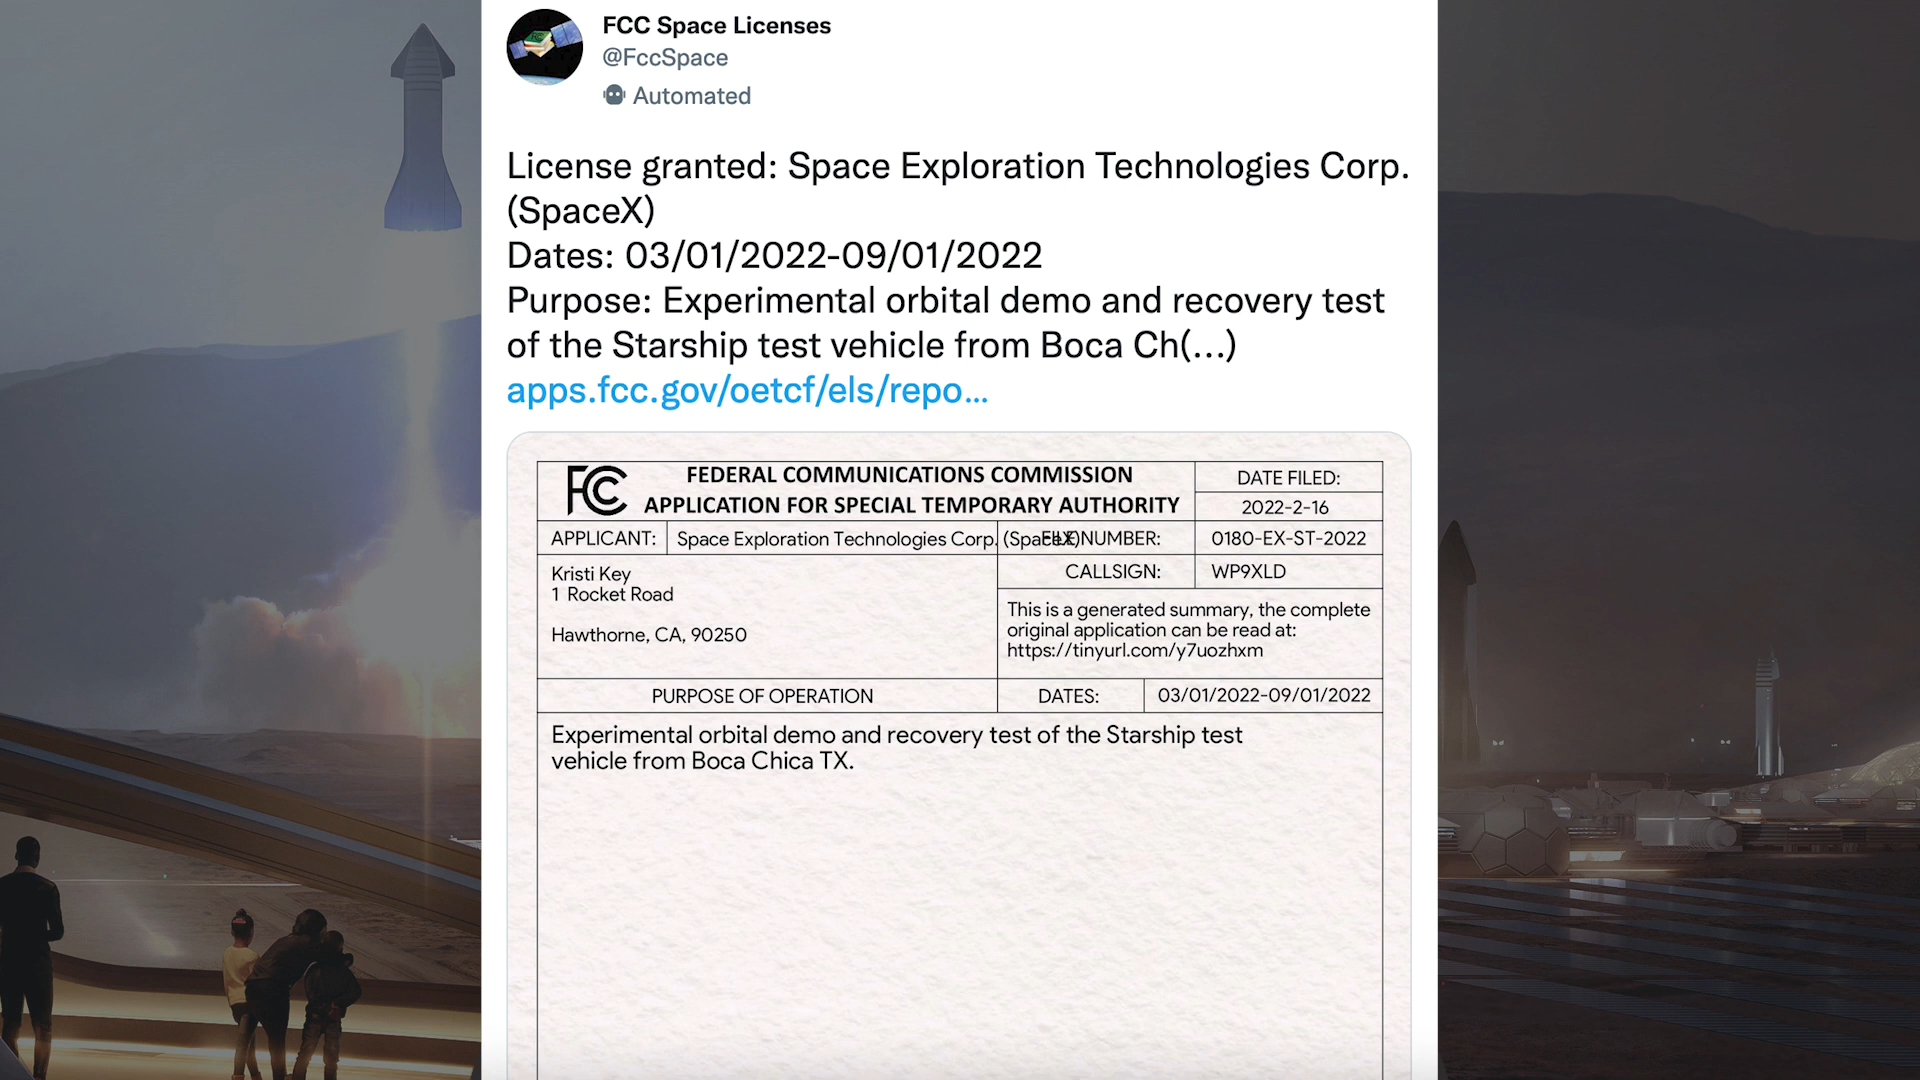 FCC Space Licenses
@FccSpace
Automated
License granted: Space Exploration Technologies Corp.
(SpaceX)
Dates: 03/01/2022-09/01/2022
Purpose: Experimental orbital demo and recovery test
of the Starship test vehicle from Boca Ch(...)
apps.fcc.gov/oetcf/els/repo...
FCC
FEDERAL COMMUNICATIONS COMMISSION
APPLICATION FOR SPECIAL TEMPORARY AUTHORITY
DATE FILED:
2022-2-16
APPLICANT:
Space Exploration Technologies Corp. (SpaceX)
FILE NUMBER:
0180-EX-ST-2022
Kristi Key
1 Rocket Road
Hawthorne, CA, 90250
CALLSIGN:
WP9XLD
This is a generated summary, the complete
original application can be read at:
https://tinyurl.com/y7uozhxm
PURPOSE OF OPERATION
DATES:
03/01/2022-09/01/2022
Experimental orbital demo and recovery test of the Starship test
vehicle from Boca Chica TX.